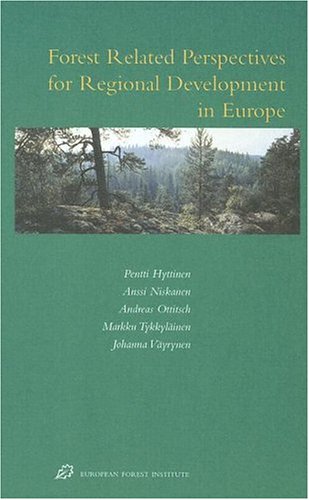 Forest Related Perspectives
for Regional Development
in Europe
Pentti Hyttinen
Anssi Niskanen
Andreas Ottitsch
Markku Tykkyläinen
Johanna Väyrynen
EUROPEAN FOREST INSTITUTE